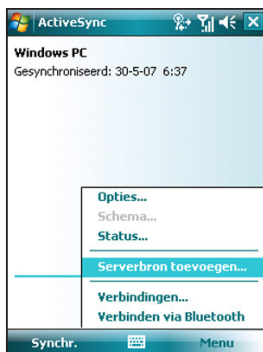 ActiveSync
Windows PC
Gesynchroniseerd: 30-5-07 6:37
Opties...
Schema...
Status...
Serverbron toevoegen...
Verbindingen...
Verbinden via Bluetooth
Synchr.
Menu